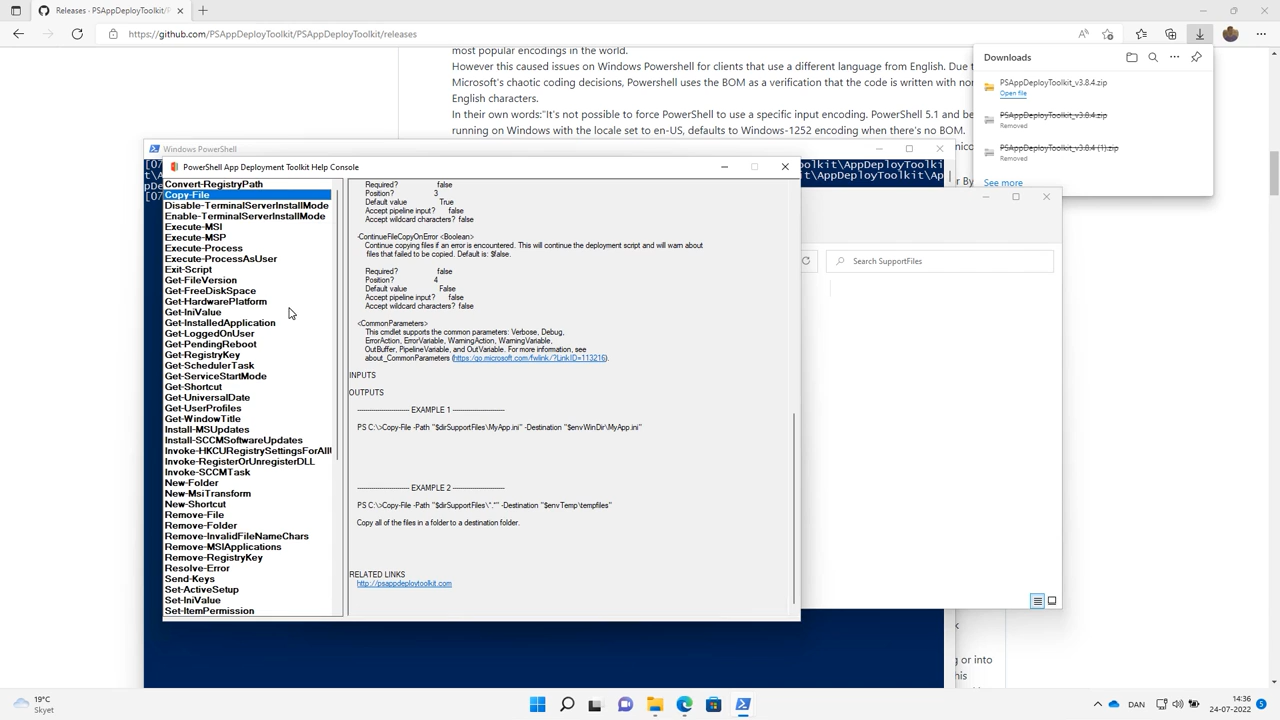 Releases · PSAppDeployToolkit/
https://github.com/PSAppDeployToolkit/PSAppDeployToolkit/releases
most popular encodings in the world.
However this caused issues on Windows Powershell for clients that use a different language from English. Due
Microsoft's chaotic coding decisions, Powershell uses the BOM as a verification that the code is written with
English characters.
In their own words:"It's not possible to force PowerShell to use a specific input encoding. PowerShell 5.1 and
running on Windows with the locale set to en-US, defaults to Windows-1252 encoding when there's no BOM.
Downloads
PSAppDeployToolkit_v3.8.4.zip
Open file
PSAppDeployToolkit_v3.8.4.zip
Removed
PSAppDeployToolkit_v3.8.4 (1).zip
Removed
See more
Windows PowerShell
PowerShell App Deployment Toolkit Help Console
Convert-RegistryPath
Copy-File
Disable-TerminalServerInstallMode
Enable-TerminalServerInstallMode
Execute-MSI
Execute-MSP
Execute-Process
Execute-ProcessAsUser
Exit-Script
Get-FileVersion
Get-FreeDiskSpace
Get-HardwarePlatform
Get-IniValue
Get-InstalledApplication
Get-LoggedOnUser
Get-PendingReboot
Get-RegistryKey
Get-SchedulerTask
Get-ServiceStartMode
Get-Shortcut
Get-UniversalDate
Get-UserProfiles
Get-WindowTitle
Install-MSUpdates
Install-SCCMSoftwareUpdates
Invoke-HKCURegistrySettingsForAllU
Invoke-RegisterOrUnregisterDLL
Invoke-SCCMTask
New-Folder
New-MsiTransform
New-Shortcut
Remove-File
Remove-Folder
Remove-InvalidFileNameChars
Remove-MSIApplications
Remove-RegistryKey
Resolve-Error
Send-Keys
Set-ActiveSetup
Set-IniValue
Set-ItemPermission
Required? false
Position? 3
Default value True
Accept pipeline input? false
Accept wildcard characters? false
-ContinueFileCopyOnError <Boolean>
Continue copying files if an error is encountered. This will continue the deployment script and will warn about
files that failed to be copied. Default is: $false.
Required? false
Position? 4
Default value False
Accept pipeline input? false
Accept wildcard characters? false
<CommonParameters>
This cmdlet supports the common parameters: Verbose, Debug,
ErrorAction, ErrorVariable, WarningAction, WarningVariable,
OutBuffer, PipelineVariable, and OutVariable. For more information, see
about_CommonParameters (https:/go.microsoft.com/fwlink/?LinkID=113216).
INPUTS
OUTPUTS
-------------------------- EXAMPLE 1 --------------------------
PS C:\>Copy-File -Path "$dirSupportFiles\MyApp.ini" -Destination "$envWinDir\MyApp.ini"
-------------------------- EXAMPLE 2 --------------------------
PS C:\>Copy-File -Path "$dirSupportFiles\*.*" -Destination "$envTemp\tempfiles"
Copy all of the files in a folder to a destination folder.
RELATED LINKS
http://psappdeploytoolkit.com
Search SupportFiles
g or into
this
19°C
Skyet
DAN
14:36
24-07-2022
5